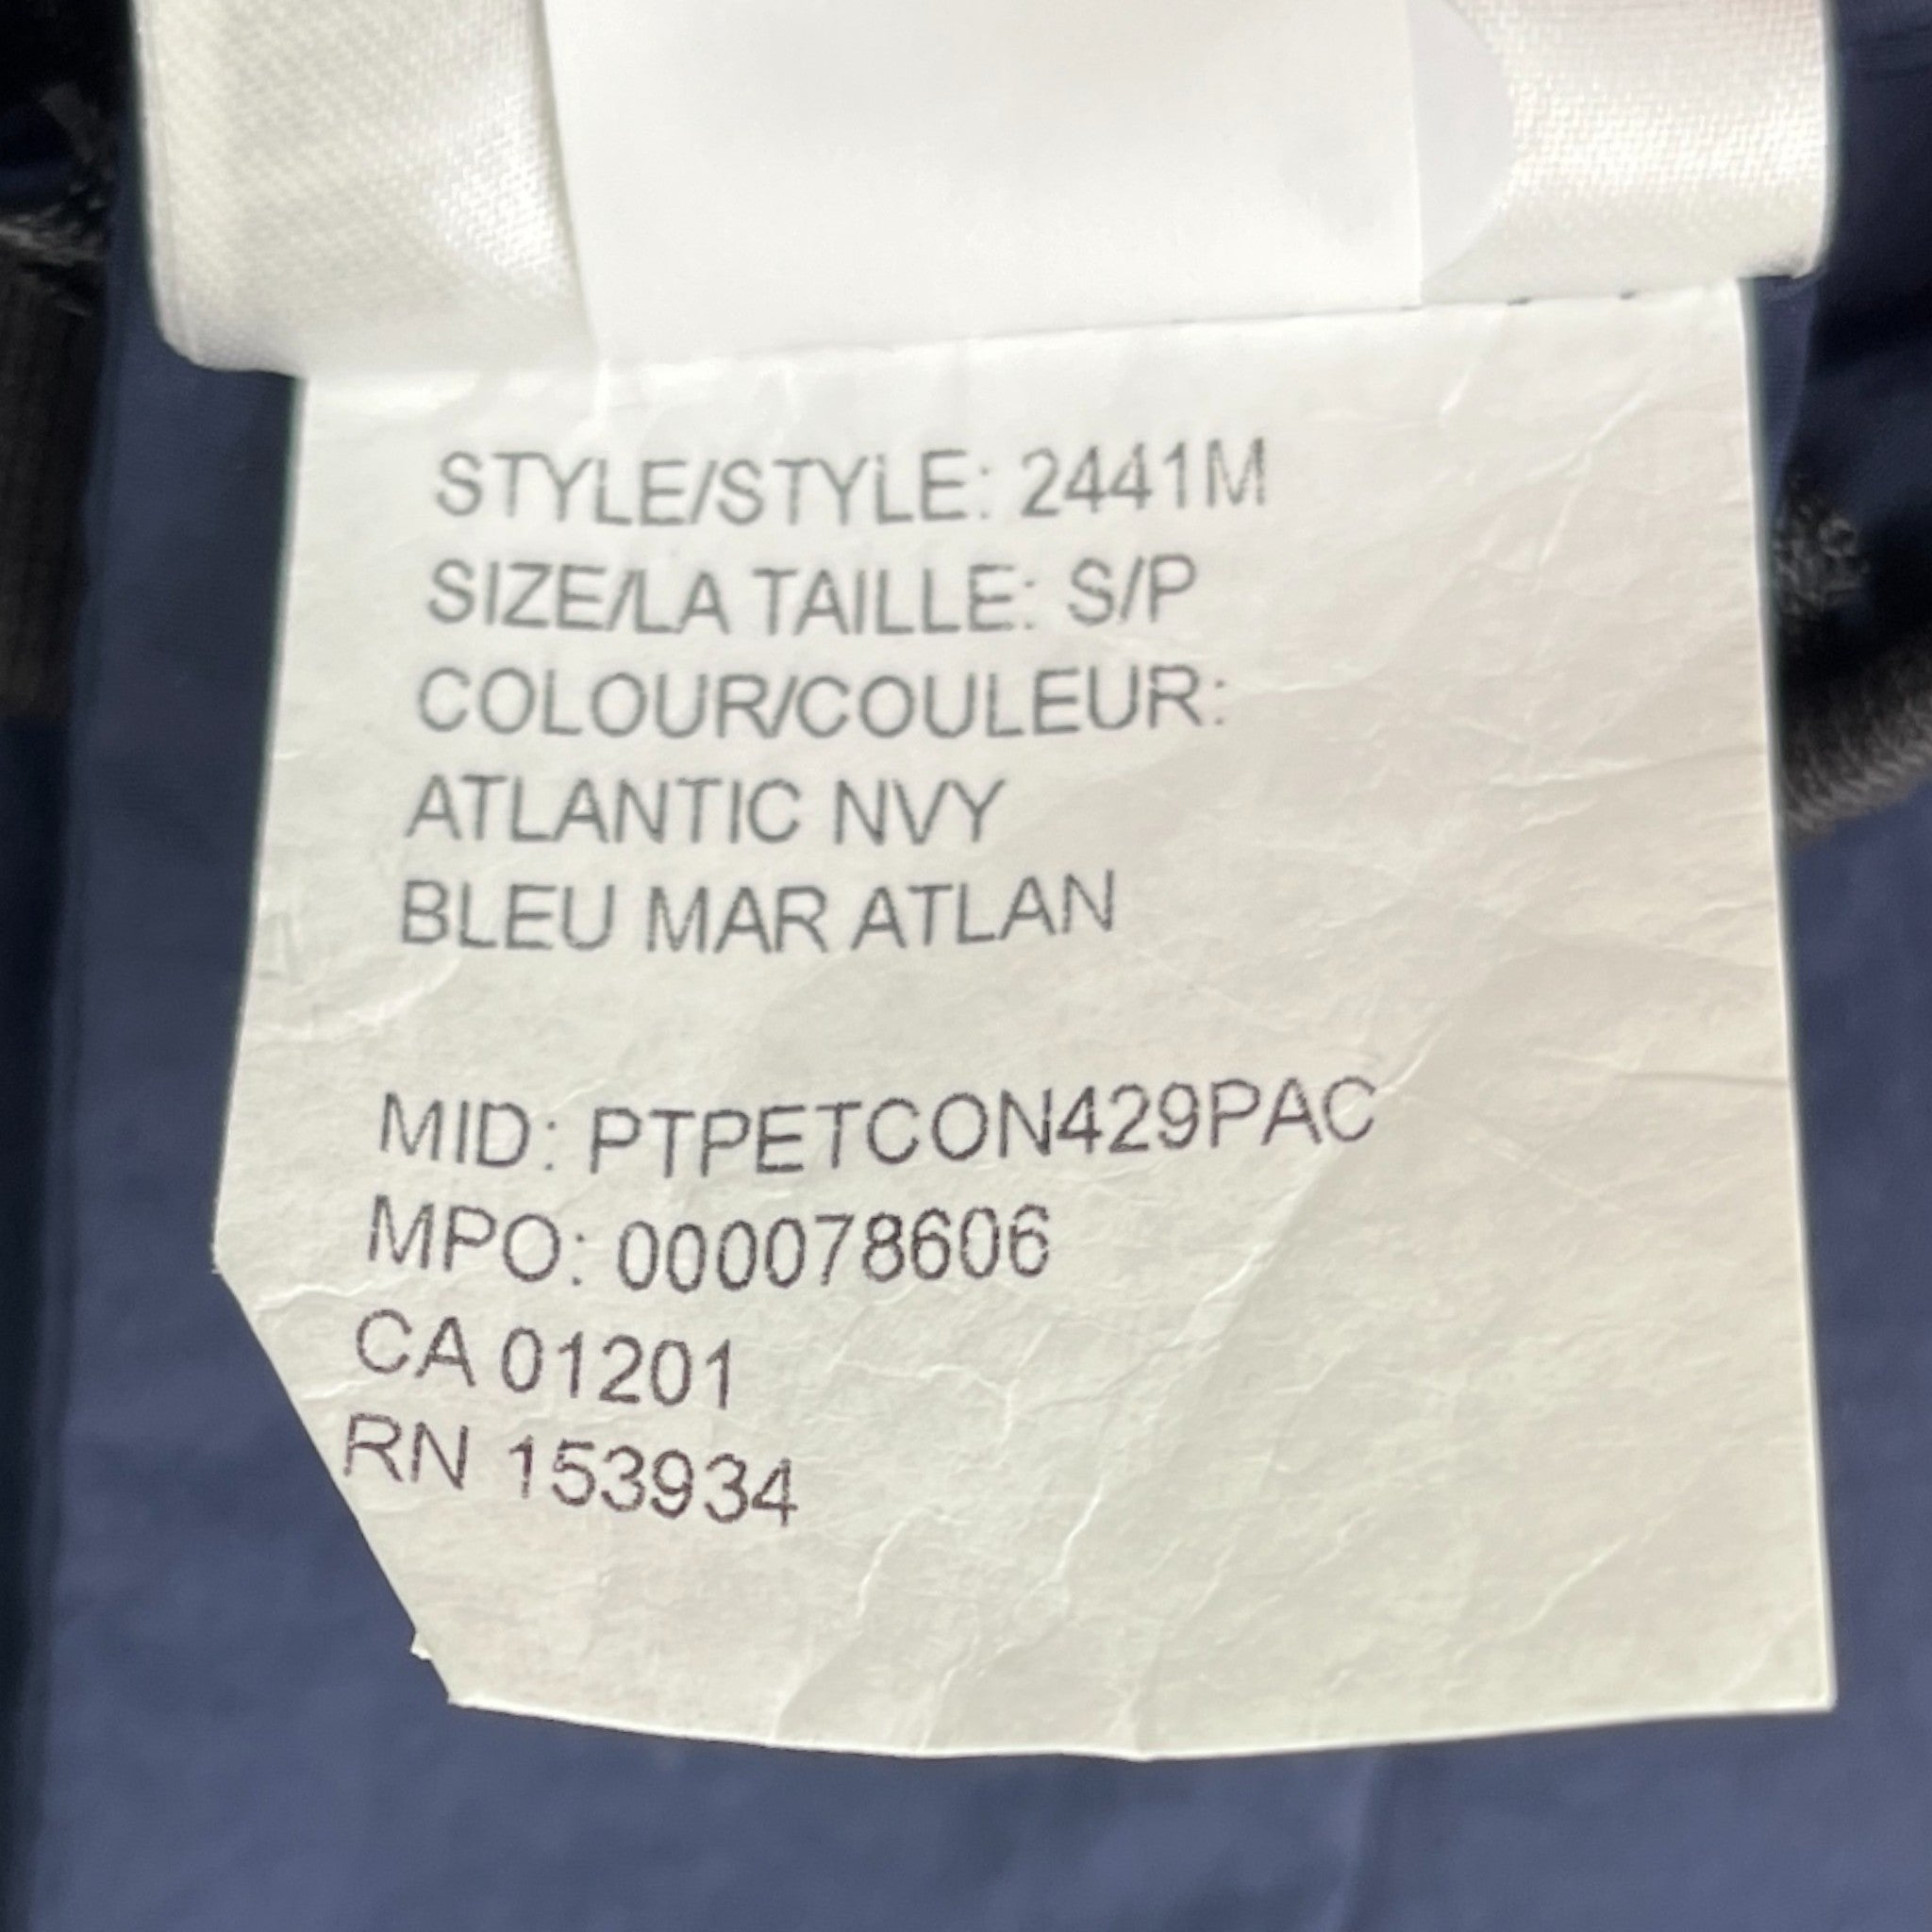 STYLE/STYLE: 2441M
SIZE/LA TAILLE: S/P
COLOUR/COULEUR:
ATLANTIC NVY
BLEU MAR ATLAN
MID: PTPETCON429PAC
MPO: 000078606
CA 01201
RN 153934